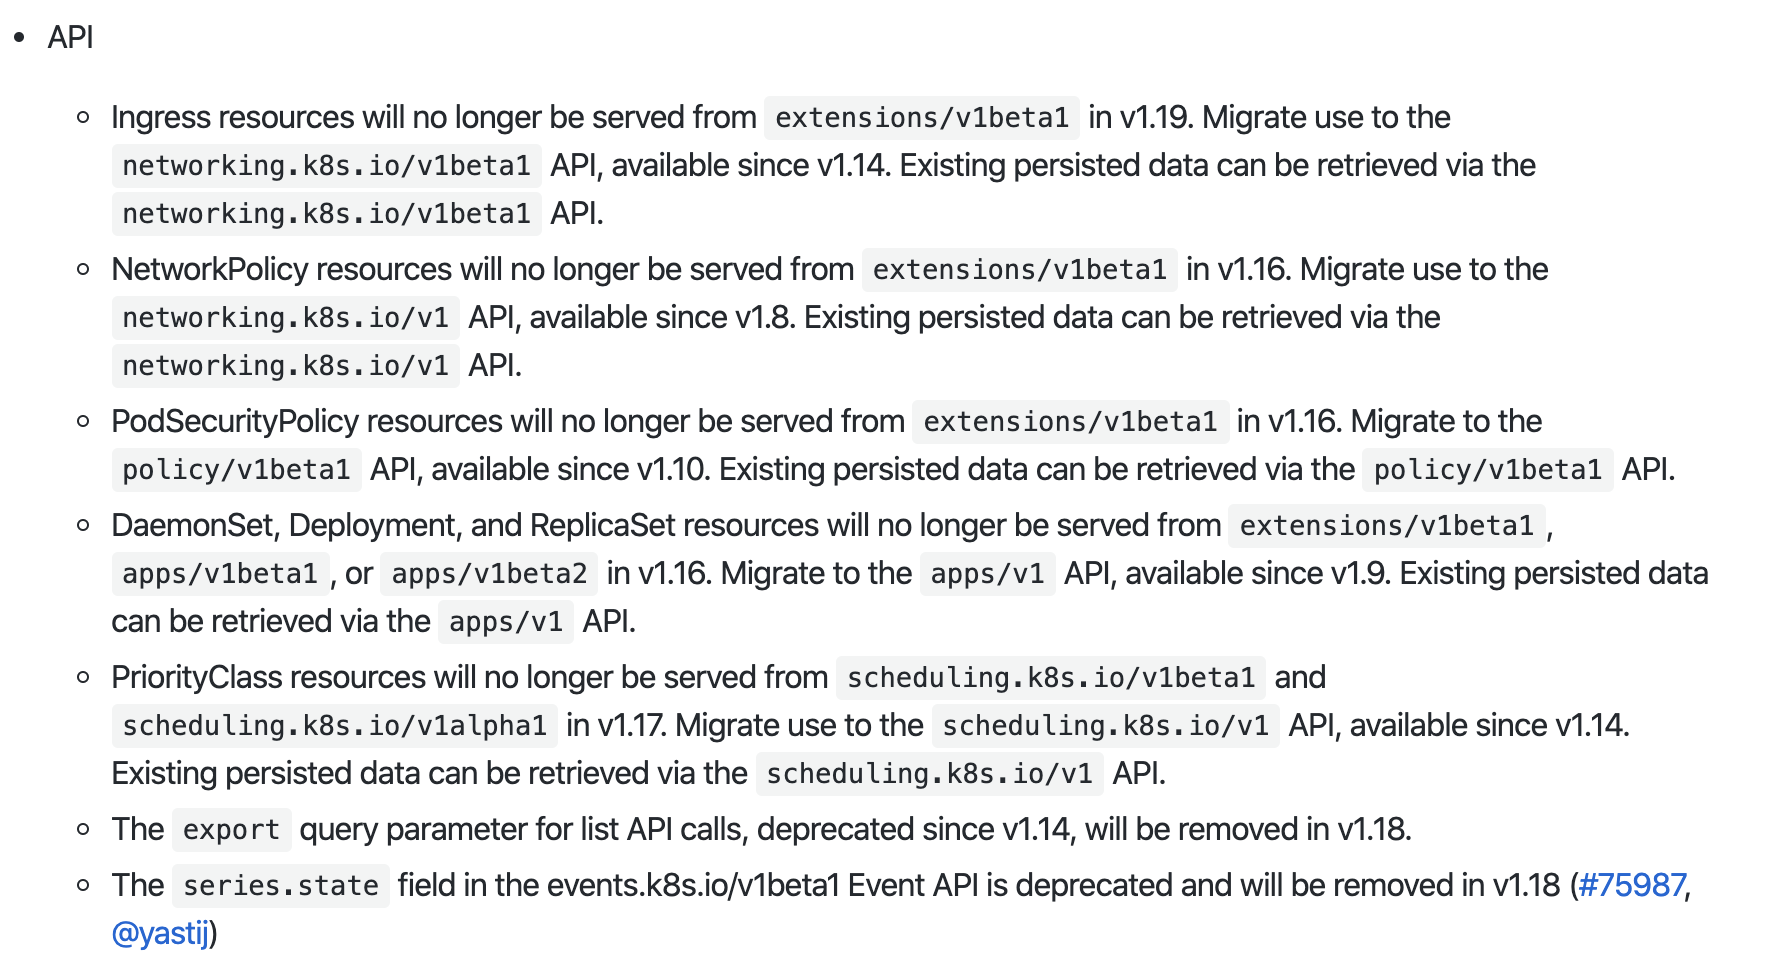 API
Ingress resources will no longer be served from extensions/v1beta1 in v1.19. Migrate use to the
networking.k8s.io/v1beta1 API, available since v1.14. Existing persisted data can be retrieved via the
networking.k8s.io/v1beta1 API.
NetworkPolicy resources will no longer be served from extensions/v1beta1 in v1.16. Migrate use to the
networking.k8s.io/v1 API, available since v1.8. Existing persisted data can be retrieved via the
networking.k8s.io/v1 API.
PodSecurityPolicy resources will no longer be served from extensions/v1beta1 in v1.16. Migrate to the
policy/v1beta1 API, available since v1.10. Existing persisted data can be retrieved via the policy/v1beta1 API.
DaemonSet, Deployment, and ReplicaSet resources will no longer be served from extensions/v1beta1,
apps/v1beta1, or apps/v1beta2 in v1.16. Migrate to the apps/v1 API, available since v1.9. Existing persisted data
can be retrieved via the apps/v1 API.
PriorityClass resources will no longer be served from scheduling.k8s.io/v1beta1 and
scheduling.k8s.io/v1alpha1 in v1.17. Migrate use to the scheduling.k8s.io/v1 API, available since v1.14.
Existing persisted data can be retrieved via the scheduling.k8s.io/v1 API.
The export query parameter for list API calls, deprecated since v1.14, will be removed in v1.18.
The series.state field in the events.k8s.io/v1beta1 Event API is deprecated and will be removed in v1.18 (#75987,
@yastij)